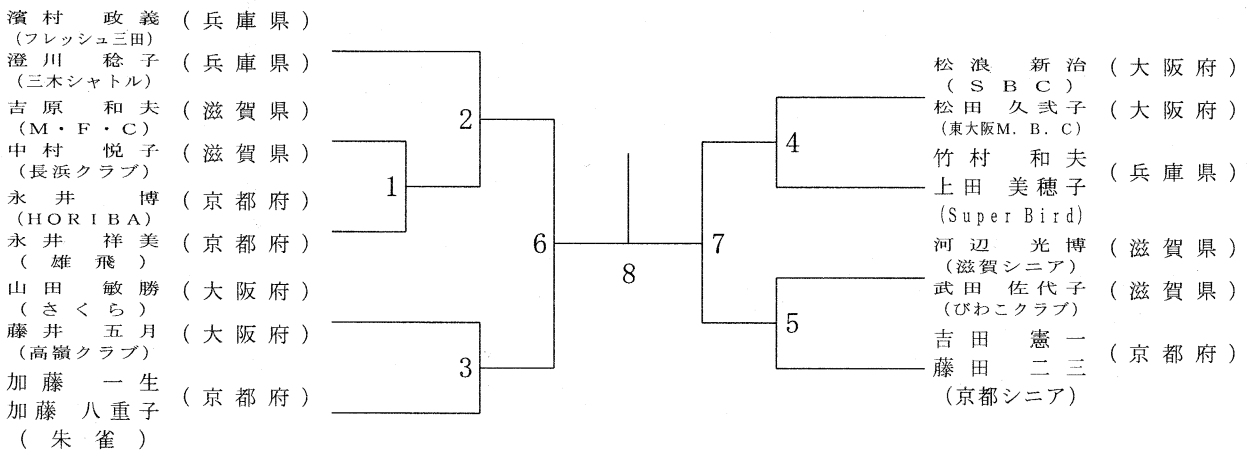 濱村 政義 (兵庫県)
(フレッシュ三田)
澄川 稔子 (兵庫県)
(三木シャトル)
吉原 和夫 (滋賀県)
(M・F・C)
中村 悦子 (滋賀県)
(長浜クラブ)
永井 博 (京都府)
(HORIBA)
永井 祥美 (京都府)
(雄飛)
山田 敏勝 (大阪府)
(さくら)
藤井 五月 (大阪府)
(高嶺クラブ)
加藤 一生
(京都府)
加藤 八重子
(朱雀)
2
1
3
6
8
7
4
5
松浪 新治 (大阪府)
(SBC)
松田 久弐子 (大阪府)
(東大阪M.B.C)
竹村 和夫
(兵庫県)
上田 美穂子
(Super Bird)
河辺 光博 (滋賀県)
(滋賀シニア)
武田 佐代子 (滋賀県)
(びわこクラブ)
吉田 憲一
(京都府)
藤田 二三
(京都シニア)